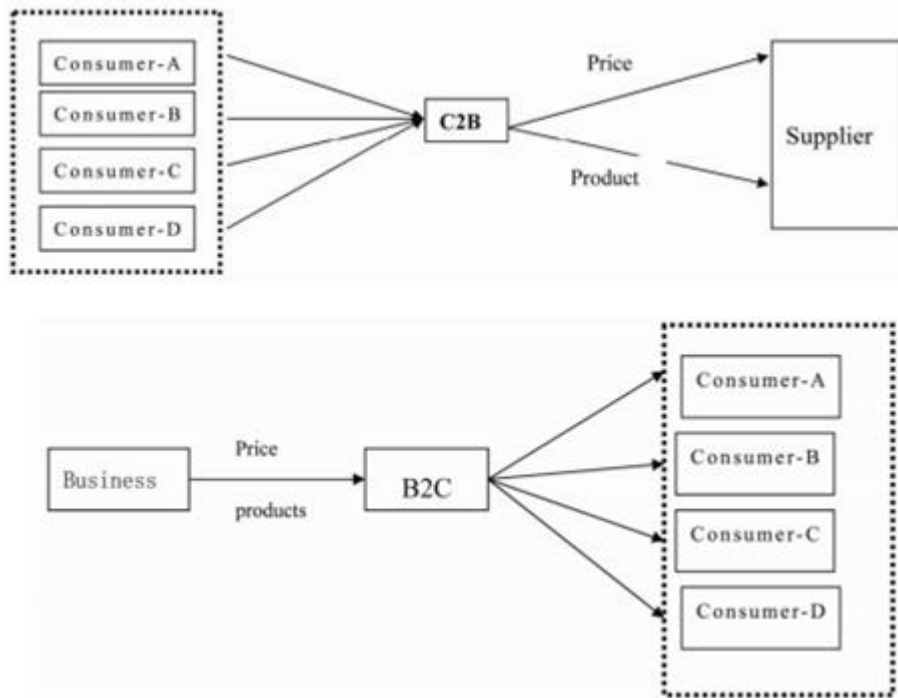 Consumer-A
Consumer-B
Consumer-C
Consumer-D
C2B
Price
Product
Supplier
Business
Price
products
B2C
Consumer-A
Consumer-B
Consumer-C
Consumer-D